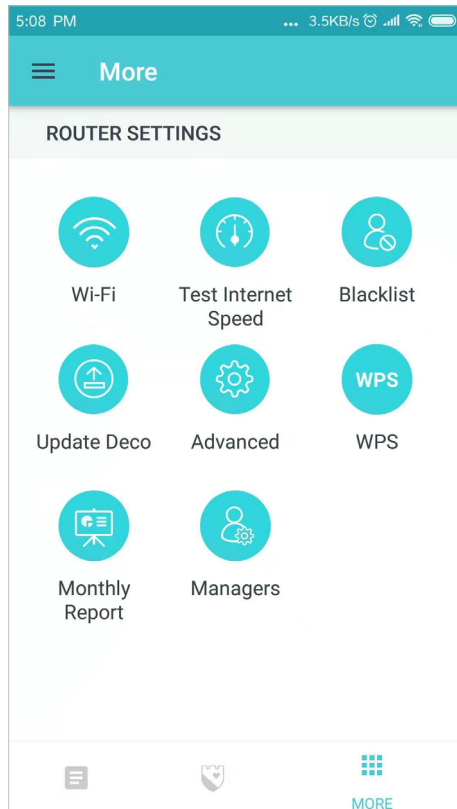 5:08 PM ... 3.5KB/s
More
ROUTER SETTINGS
Wi-Fi
Test Internet
Speed
Blacklist
Update Deco
Advanced
WPS
WPS
Monthly
Report
Managers
MORE